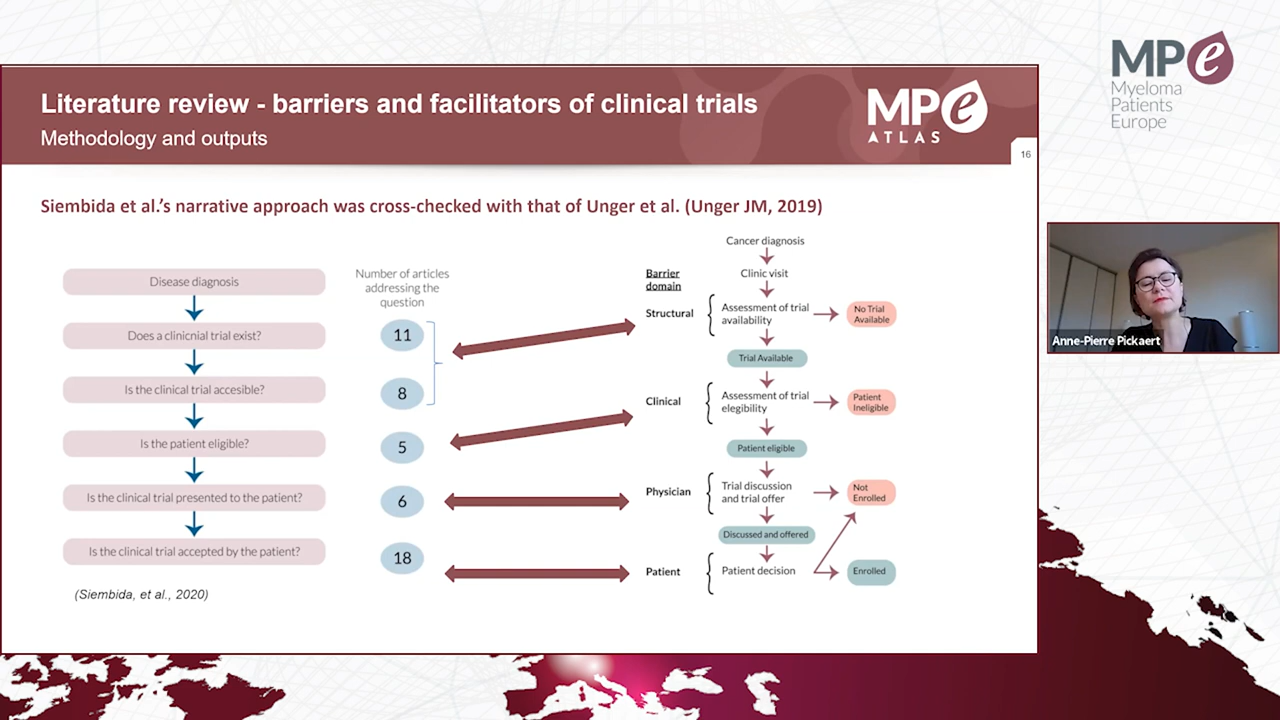 MPe
Myeloma
Patients
Europe
Literature review - barriers and facilitators of clinical trials
Methodology and outputs
MPe
ATLAS
16
Siembida et al.'s narrative approach was cross-checked with that of Unger et al. (Unger JM, 2019)
Disease diagnosis
Does a clinicnial trial exist?
Is the clinical trial accesible?
Is the patient eligible?
Is the clinical trial presented to the patient?
Is the clinical trial accepted by the patient?
(Siembida, et al., 2020)
Number of articles
addressing the
question
11
8
5
6
18
Barrier
domain
Structural
Clinical
Physician
Patient
Cancer diagnosis
Clinic visit
Assessment of trial
availability
No Trial
Available
Trial Available
Assessment of trial
elegibility
Patient
Ineligible
Patient eligible
Trial discussion
and trial offer
Not
Enrolled
Discussed and offered
Patient decision
Enrolled
Anne-Pierre Pickaert